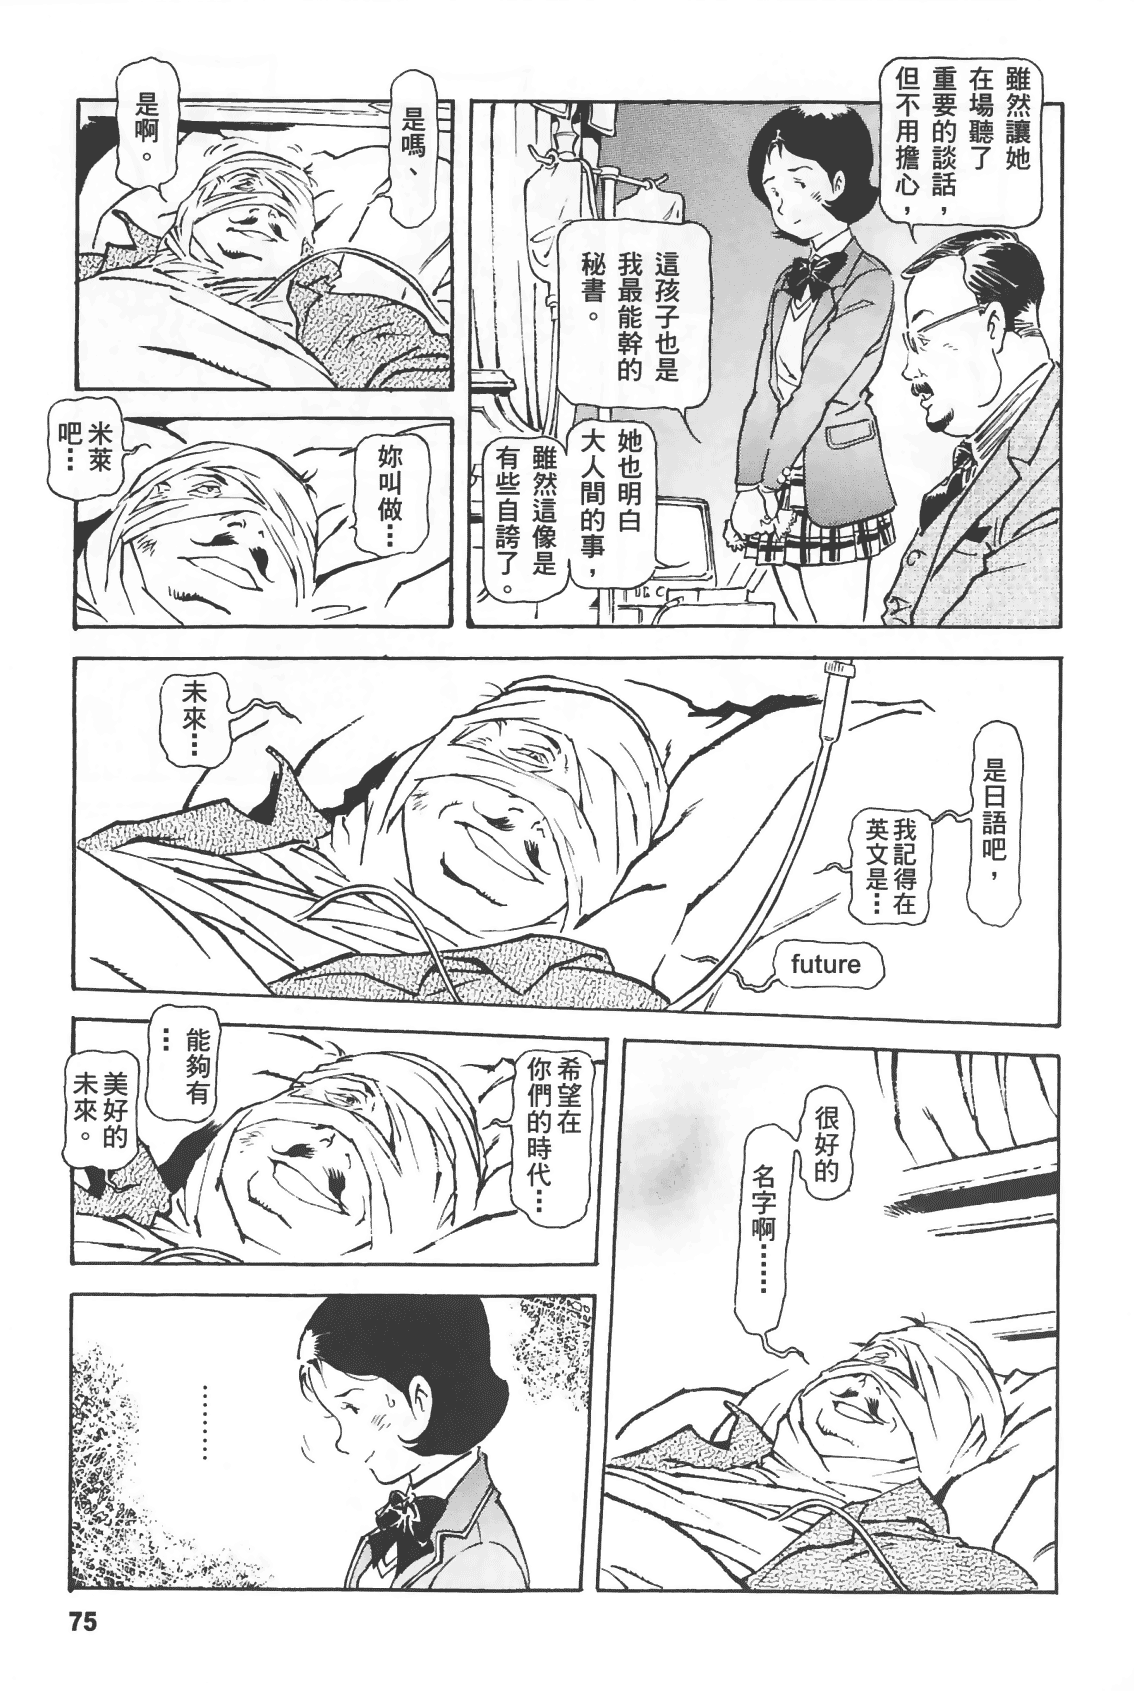 雖然讓她
在場聽了
重要的談話，
但不用擔心，
這孩子也是
我最能幹的
秘書。
她也明白
大人間的事，
雖然這像是
有些自誇了。
是嗎、
是啊。
妳叫做⋯
米萊
吧⋯
是日語吧，
我記得在
英文是⋯
future
未來⋯
很好的
名字啊⋯⋯
希望在
你們的時代⋯
能夠有
⋯
美好的
未來。
⋯⋯⋯
75